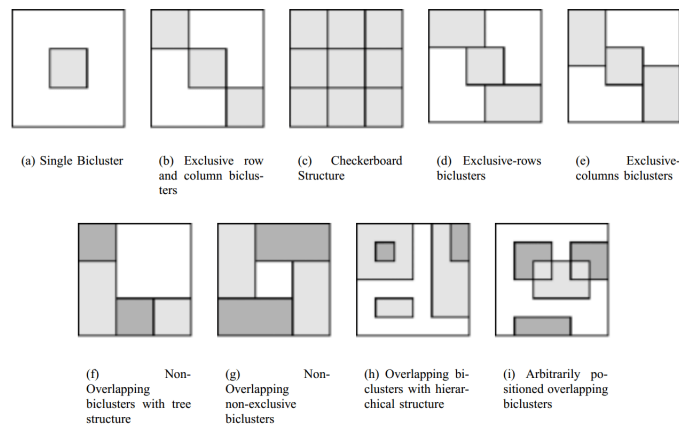 (a) Single Bicluster
(b) Exclusive row
and column biclus-
ters
(c) Checkerboard
Structure
(d) Exclusive-rows
biclusters
(e) Exclusive-
columns biclusters
(f) Non-
Overlapping
biclusters with tree
structure
(g) Non-
Overlapping
non-exclusive
biclusters
(h) Overlapping bi-
clusters with hierar-
chical structure
(i) Arbitrarily po-
sitioned overlapping
biclusters